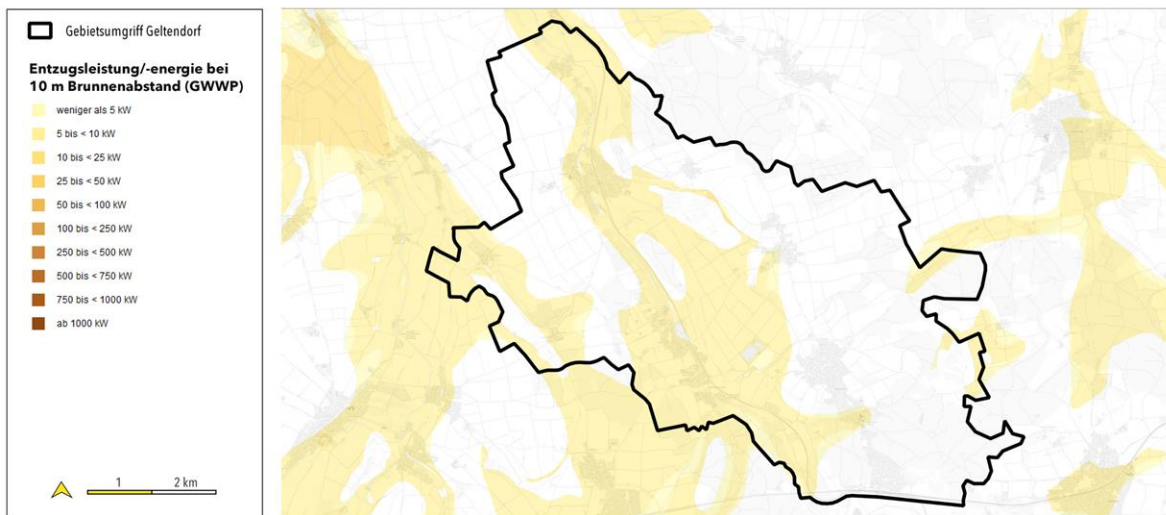 Gebietsumgriff Geltendorf
Entzugsleistung/-energie bei
10 m Brunnenabstand (GWWP)
weniger als 5 kW
5 bis < 10 kW
10 bis < 25 kW
25 bis < 50 kW
50 bis < 100 kW
100 bis < 250 kW
250 bis < 500 kW
500 bis < 750 kW
750 bis < 1000 kW
ab 1000 kW
1
2 km